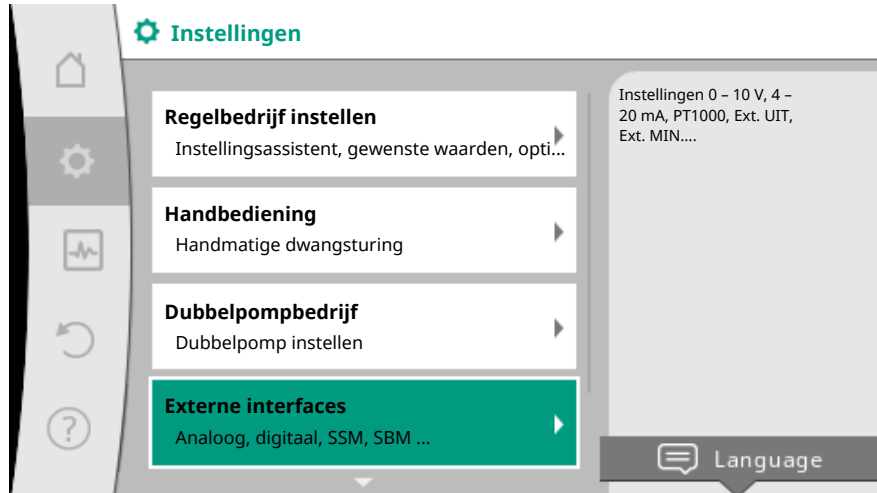 Instellingen
Regelbedrijf instellen
Instellingsassistent, gewenste waarden, opti...
Handbediening
Handmatige dwangsturing
Dubbelpompbedrijf
Dubbelpomp instellen
Externe interfaces
Analoog, digitaal, SSM, SBM ...
Instellingen 0 – 10 V, 4 –
20 mA, PT1000, Ext. UIT,
Ext. MIN....
Language